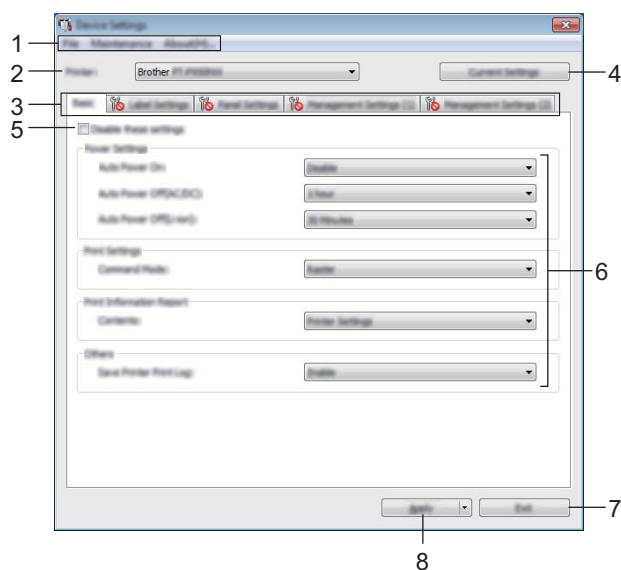 Device Settings
1
File Maintenance About(H)...
2
Printer:
Brother
Current Settings
4
3
Basic Label Settings Panel Settings Management Settings (1) Management Settings (2)
5
Disable these settings
Power Settings
Auto Power On: Disable
Auto Power Off(AC/DC): 1 hour
Auto Power Off(Li-ion): 30 Minutes
Print Settings
Command Mode: Raster
6
Print Information Report
Contents: Printer Settings
Others
Save Printer Print Log: Enable
Apply Exit
7
8